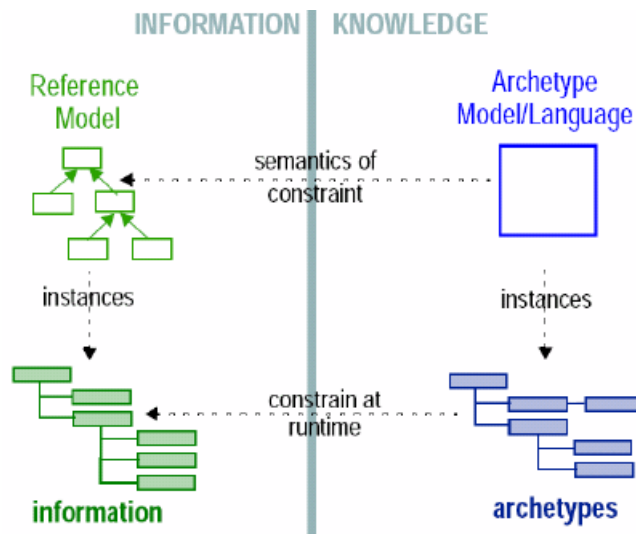 INFORMATION KNOWLEDGE
Reference
Model
Archetype
Model/Language
semantics of
constraint
instances
instances
constrain at
runtime
information
archetypes